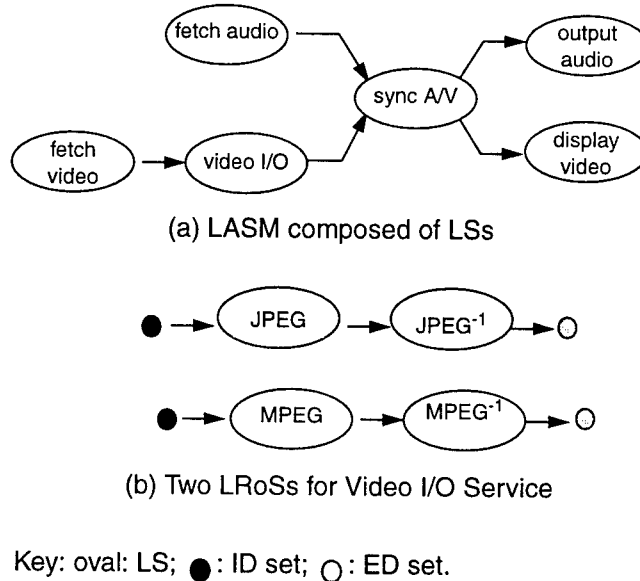 fetch audio
output
audio
sync A/V
fetch
video
video I/O
display
video
(a) LASM composed of LSs
JPEG
JPEG⁻¹
MPEG
MPEG⁻¹
(b) Two LRoSs for Video I/O Service
Key: oval: LS; ●: ID set; ○: ED set.